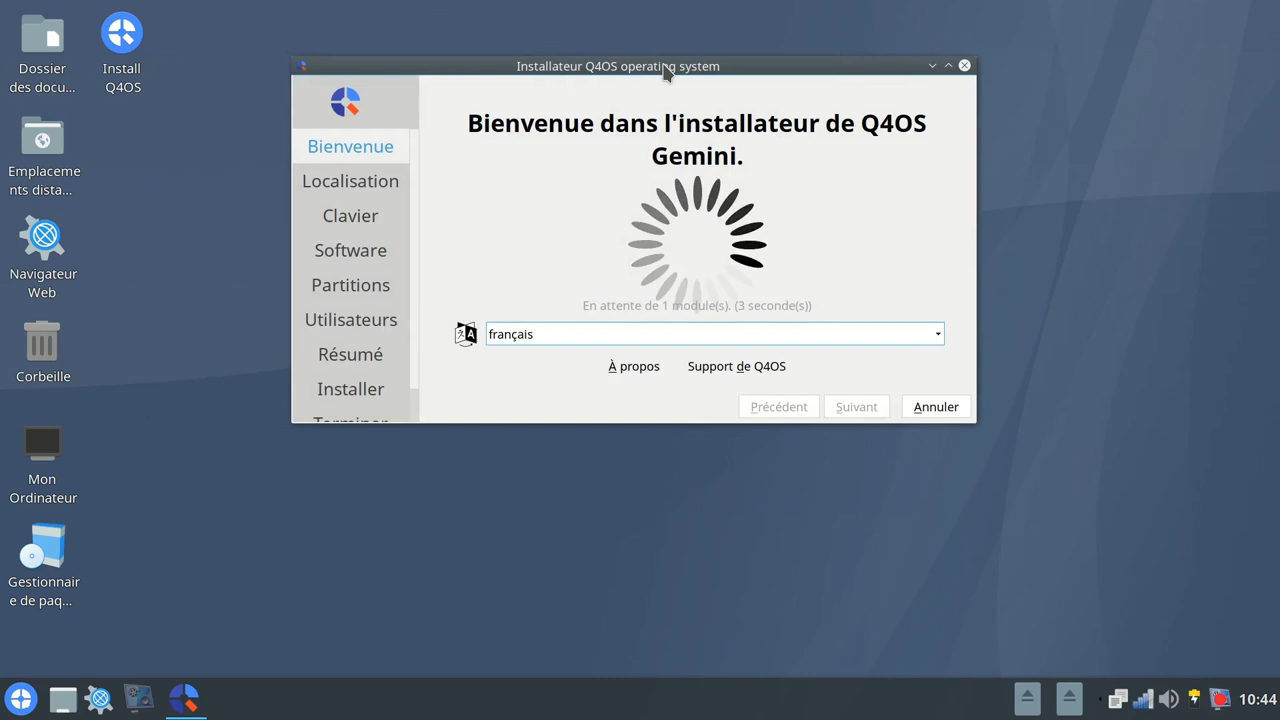 Dossier
des docu...
Install
Q4OS
Emplaceme
nts dista...
Navigateur
Web
Corbeille
Mon
Ordinateur
Gestionnair
e de paq...
Installateur Q4OS operating system
Bienvenue
Localisation
Clavier
Software
Partitions
Utilisateurs
Résumé
Installer
Terminer
Bienvenue dans l'installateur de Q4OS
Gemini.
En attente de 1 module(s). (3 seconde(s))
français
À propos Support de Q4OS
Précédent Suivant Annuler
10:44